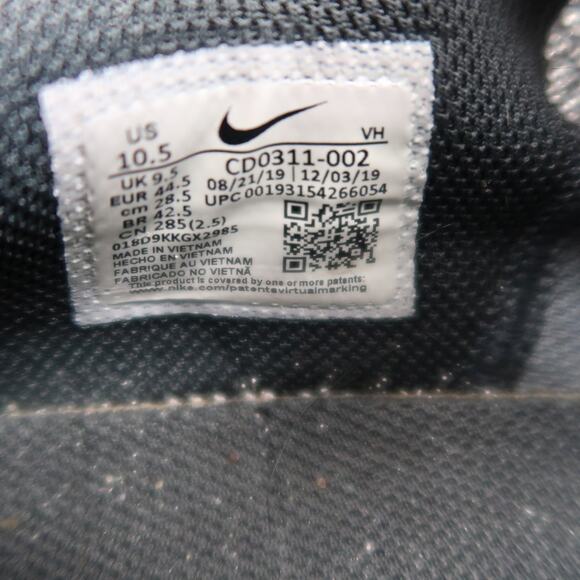 US
10.5
VH
CD0311-002
UK 9.5
EUR 44.5
cm 28.5
BR 42.5
CN 285(2.5)
08/21/19 | 12/03/19
UPC 00193154266054
018D9KKGX2985
MADE IN VIETNAM
HECHO EN VIETNAM
FABRIQUE AU VIETNAM
FABRICADO NO VIETNÃ
This product is covered by one or more patents
www.nike.com/patentsvirtualmarking